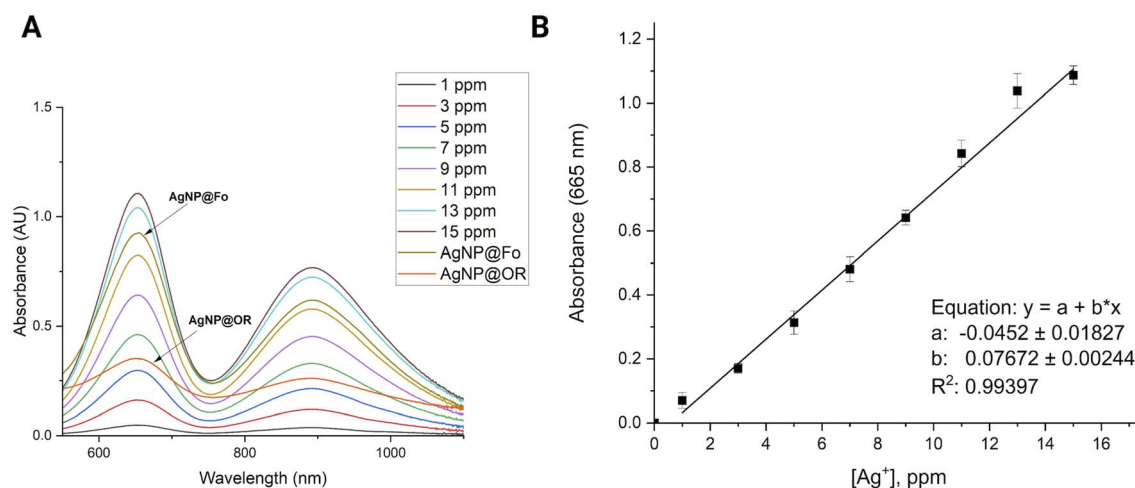 A
1 ppm
3 ppm
5 ppm
7 ppm
9 ppm
11 ppm
13 ppm
15 ppm
AgNP@Fo
AgNP@OR
AgNP@Fo
AgNP@OR
1.5
1.0
0.5
0.0
Absorbance (AU)
600
800
1000
Wavelength (nm)
B
1.2
1.0
0.8
0.6
0.4
0.2
0.0
Absorbance (665 nm)
Equation: y = a + b*x
a: -0.0452 ± 0.01827
b: 0.07672 ± 0.00244
R²: 0.99397
0 2 4 6 8 10 12 14 16
[Ag⁺], ppm